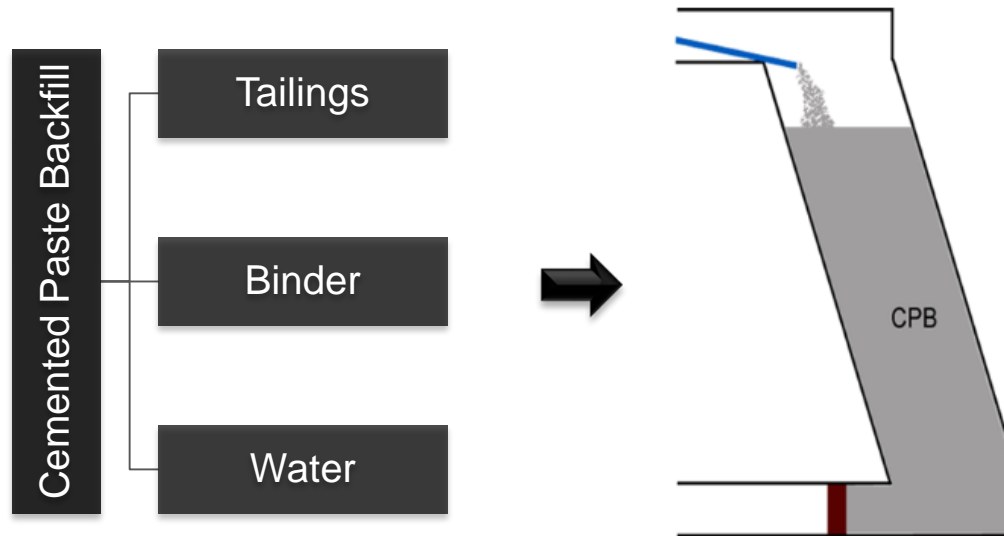 Cemented Paste Backfill
Tailings
Binder
Water
CPB